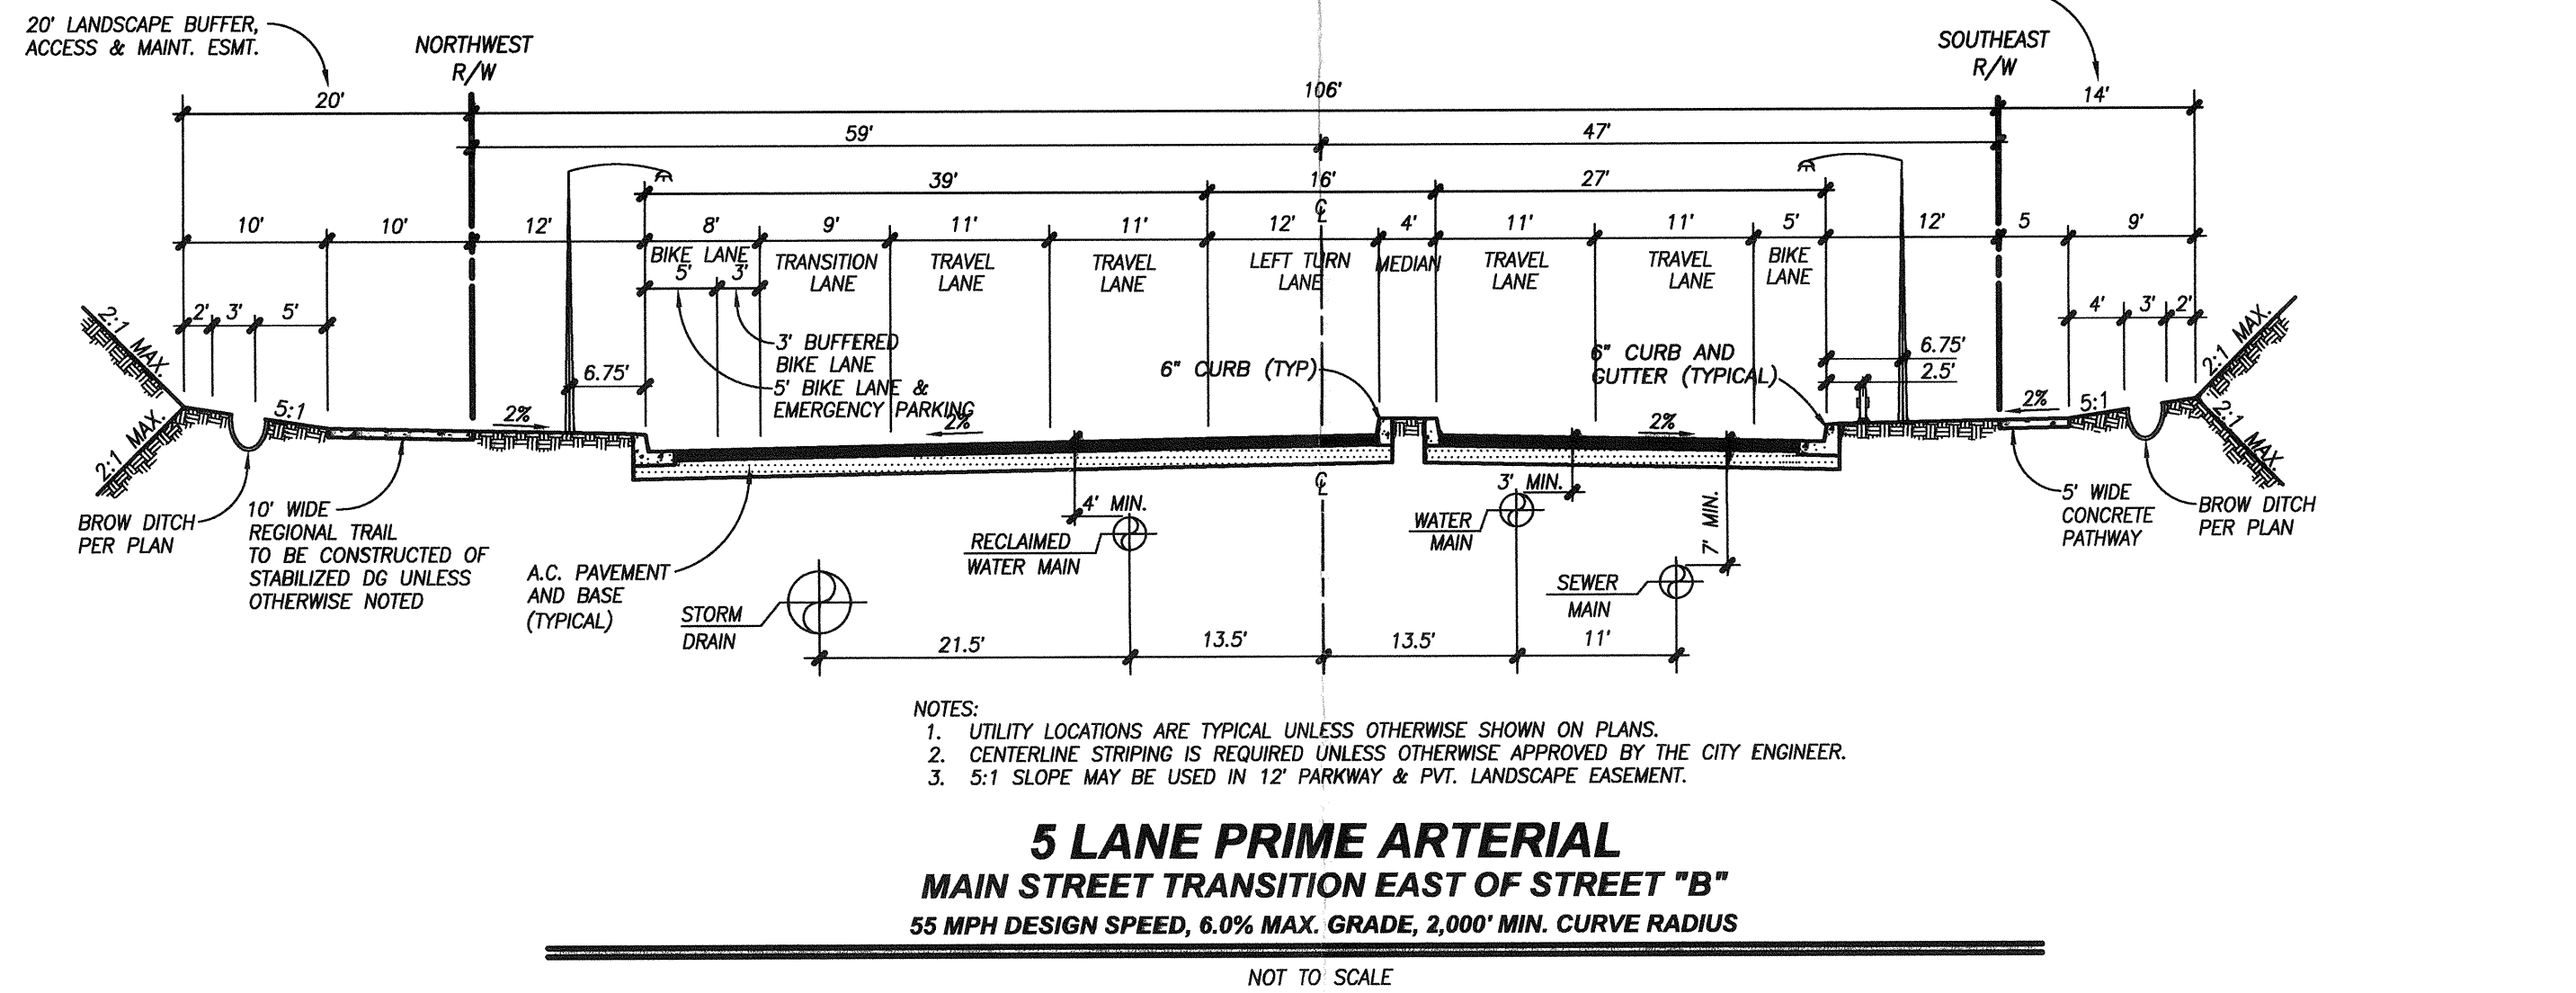 20' LANDSCAPE BUFFER,
ACCESS & MAINT. ESMT.
NORTHWEST
R/W
SOUTHEAST
R/W
20'
106'
14'
59'
47'
39'
16'
27'
℄
10'
10'
12'
8'
9'
11'
11'
12'
4'
11'
11'
5'
12'
5
9'
BIKE LANE
5'
3'
TRANSITION
LANE
TRAVEL
LANE
TRAVEL
LANE
LEFT TURN
LANE
MEDIAN
TRAVEL
LANE
TRAVEL
LANE
BIKE
LANE
2'
3'
5'
4'
3'
2'
2:1 MAX.
2:1 MAX.
2:1 MAX.
2:1 MAX.
3' BUFFERED
BIKE LANE
5' BIKE LANE &
EMERGENCY PARKING
6.75'
6" CURB (TYP)
6" CURB AND
GUTTER (TYPICAL)
6.75'
2.5'
5:1
2%
2%
2%
2%
5:1
BROW DITCH
PER PLAN
10' WIDE
REGIONAL TRAIL
TO BE CONSTRUCTED OF
STABILIZED DG UNLESS
OTHERWISE NOTED
A.C. PAVEMENT
AND BASE
(TYPICAL)
STORM
DRAIN
4' MIN.
RECLAIMED
WATER MAIN
℄
3' MIN.
WATER
MAIN
7' MIN.
SEWER
MAIN
5' WIDE
CONCRETE
PATHWAY
BROW DITCH
PER PLAN
21.5'
13.5'
13.5'
11'
NOTES:
1. UTILITY LOCATIONS ARE TYPICAL UNLESS OTHERWISE SHOWN ON PLANS.
2. CENTERLINE STRIPING IS REQUIRED UNLESS OTHERWISE APPROVED BY THE CITY ENGINEER.
3. 5:1 SLOPE MAY BE USED IN 12' PARKWAY & PVT. LANDSCAPE EASEMENT.
5 LANE PRIME ARTERIAL
MAIN STREET TRANSITION EAST OF STREET "B"
55 MPH DESIGN SPEED, 6.0% MAX. GRADE, 2,000' MIN. CURVE RADIUS
NOT TO SCALE